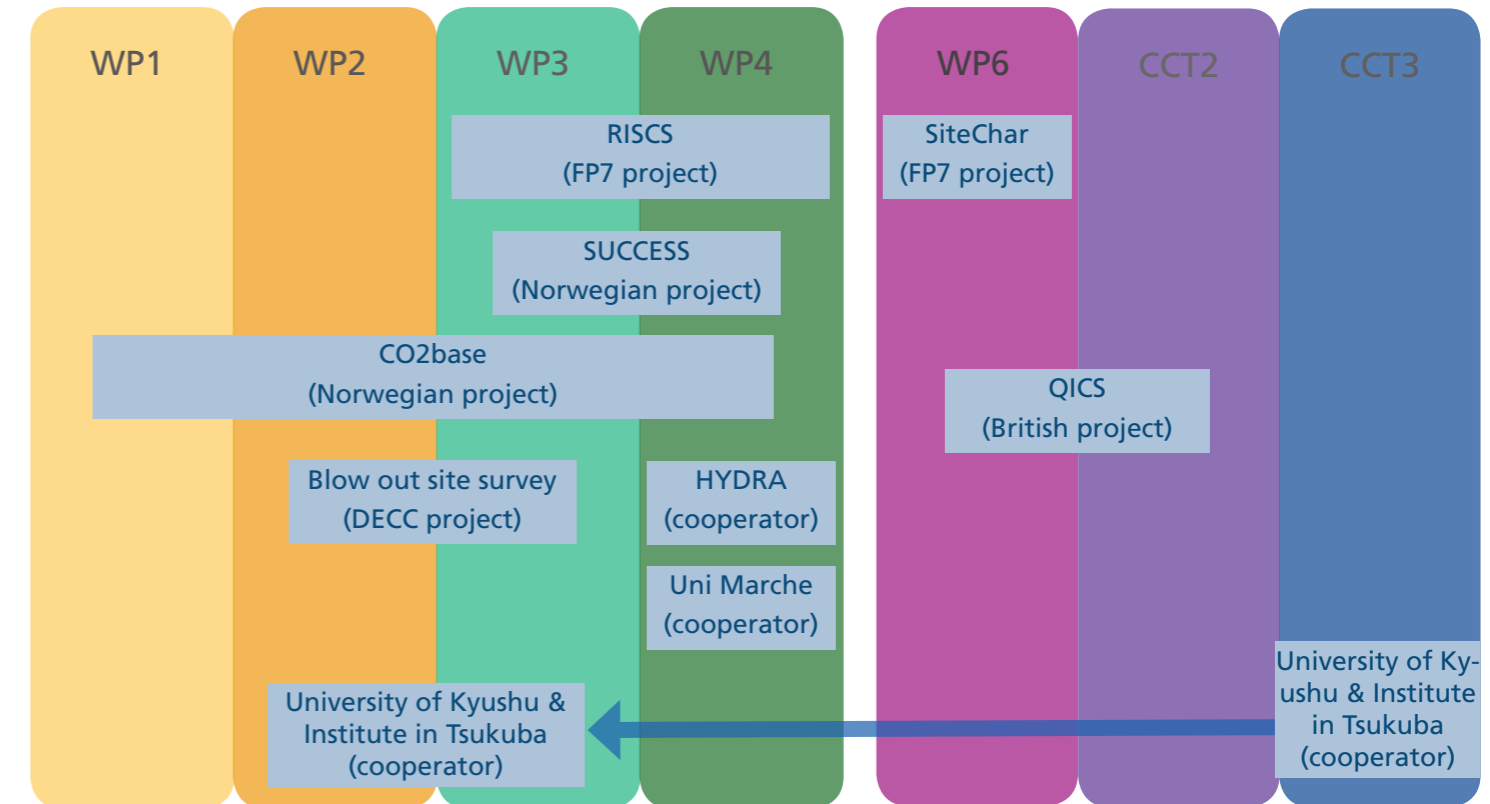 WP1
WP2
WP3
WP4
WP6
CCT2
CCT3
RISCS
(FP7 project)
SiteChar
(FP7 project)
SUCCESS
(Norwegian project)
CO2base
(Norwegian project)
QICS
(British project)
Blow out site survey
(DECC project)
HYDRA
(cooperator)
Uni Marche
(cooperator)
University of Kyushu &
Institute in Tsukuba
(cooperator)
University of Ky-
ushu & Institute
in Tsukuba
(cooperator)